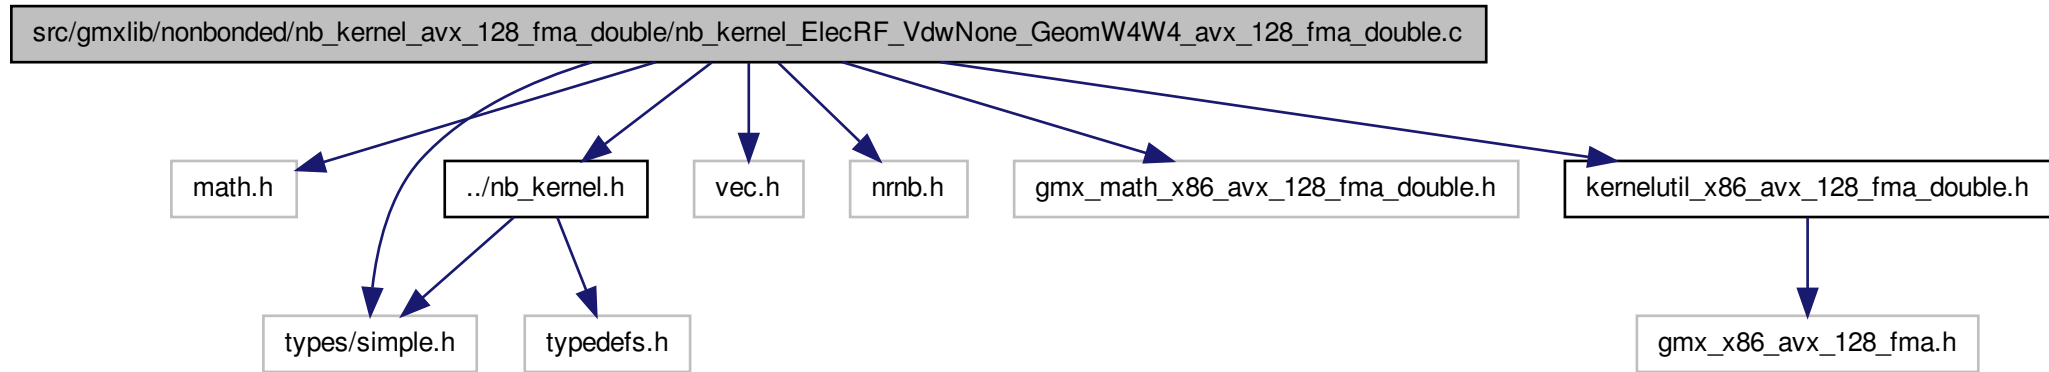 src/gmxlib/nonbonded/nb_kernel_avx_128_fma_double/nb_kernel_ElecRF_VdwNone_GeomW4W4_avx_128_fma_double.c
math.h
../nb_kernel.h
vec.h
nrnb.h
gmx_math_x86_avx_128_fma_double.h
kernelutil_x86_avx_128_fma_double.h
types/simple.h
typedefs.h
gmx_x86_avx_128_fma.h